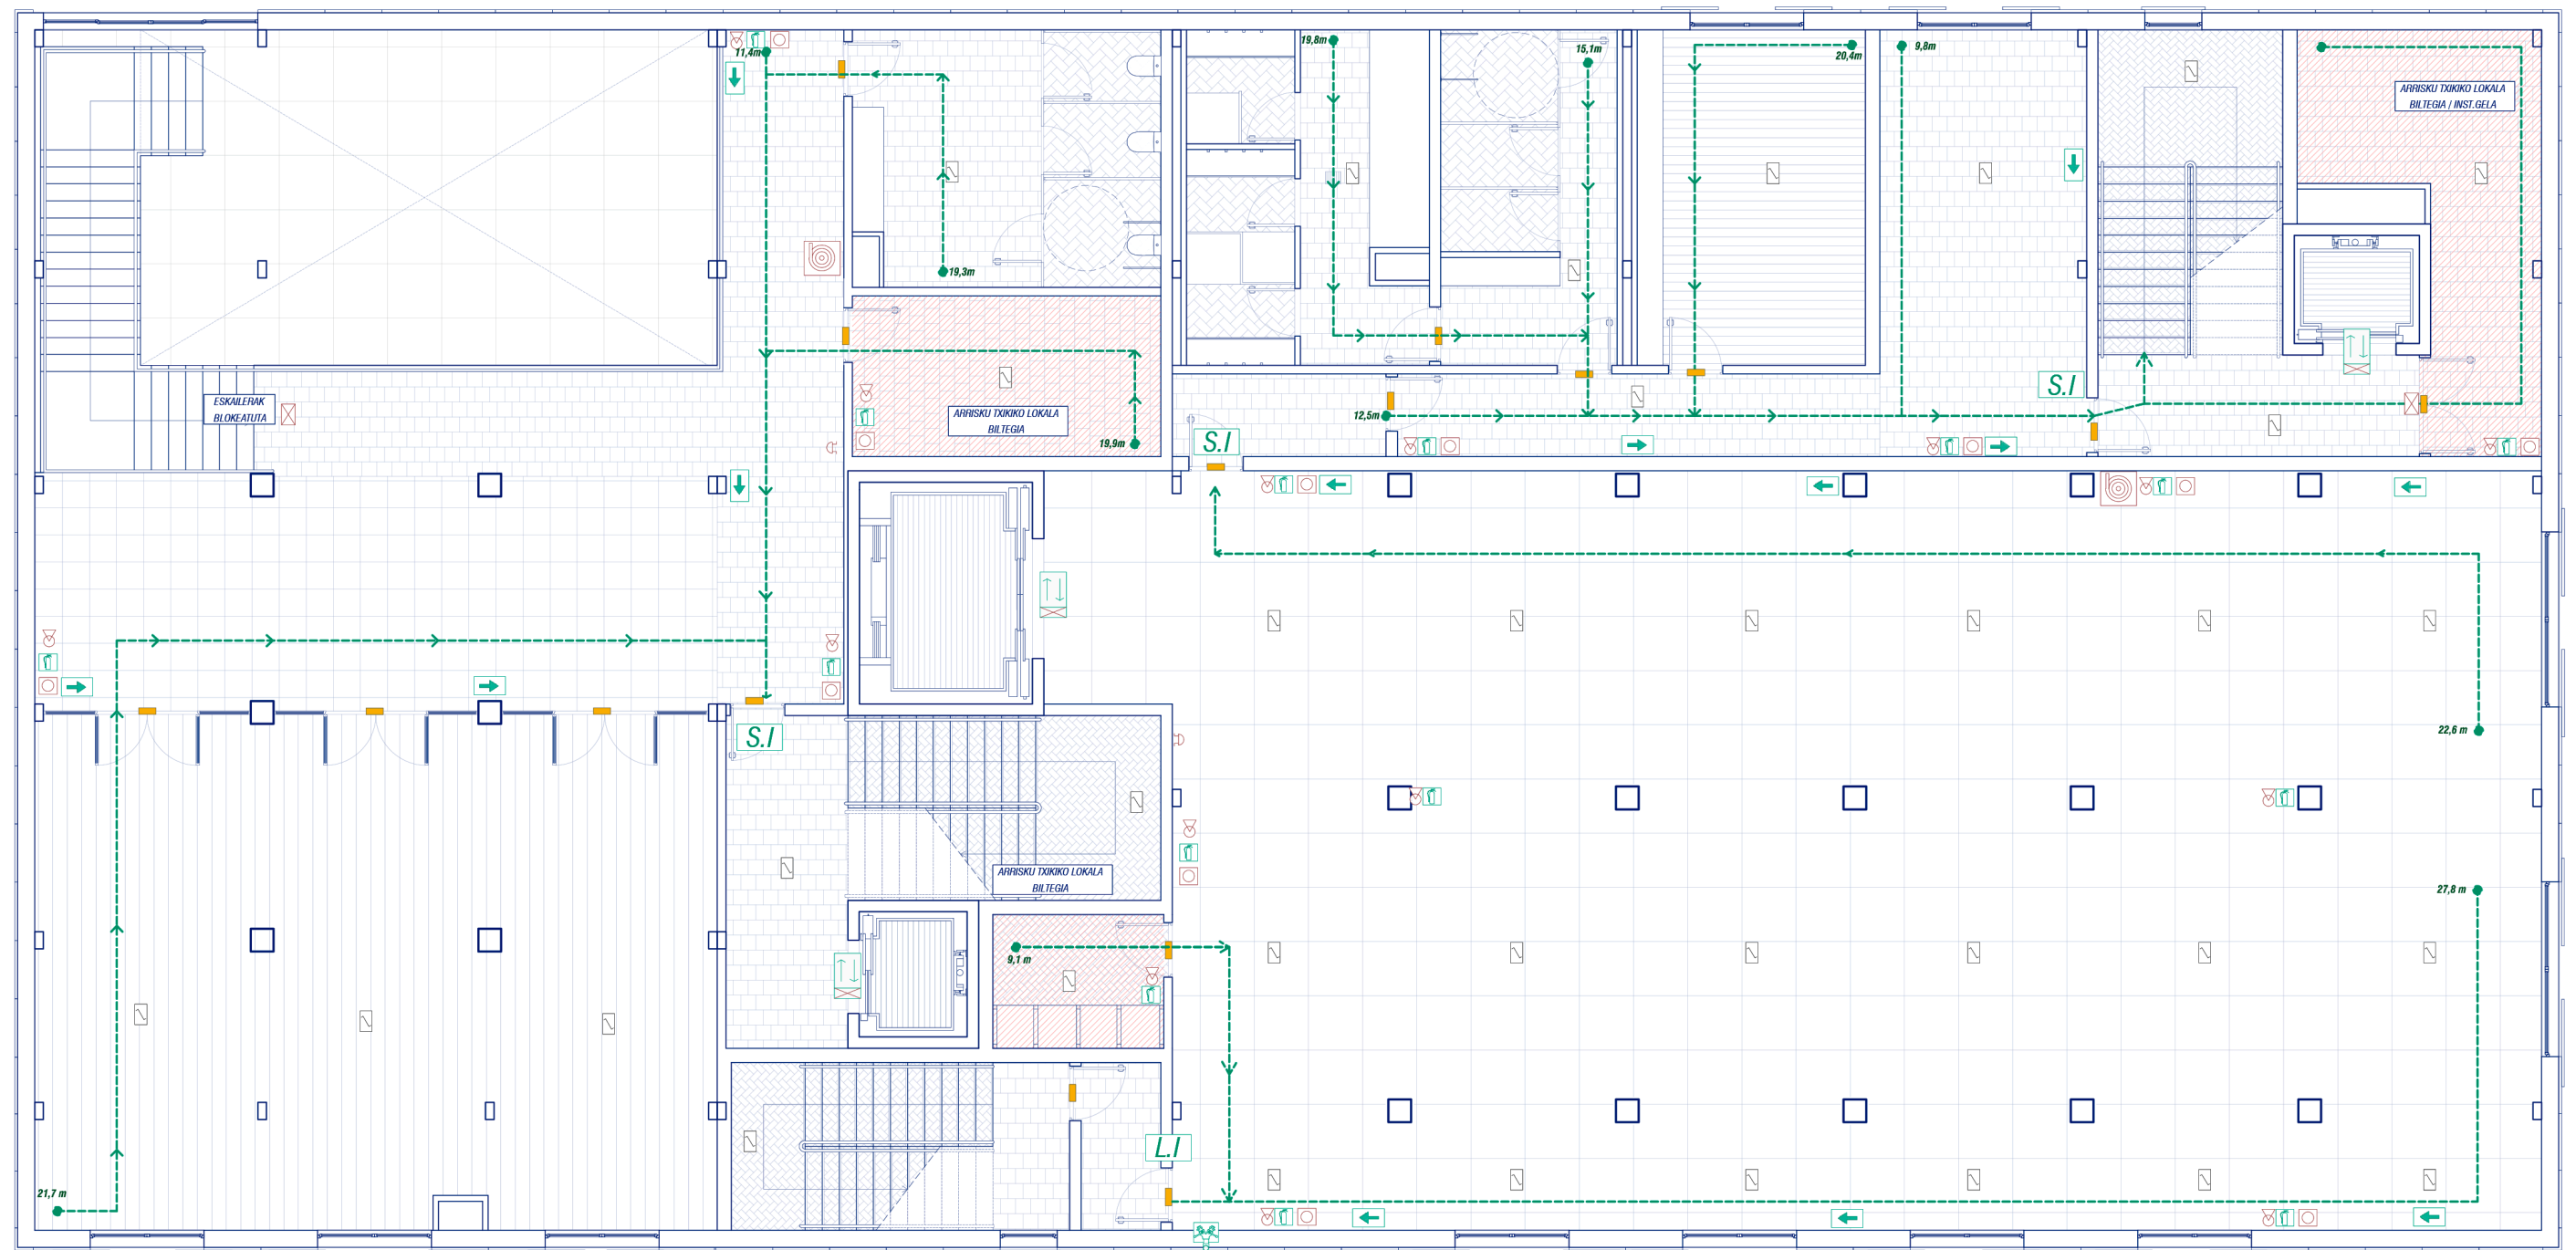 11,4m
19,8m
15,1m
20,4m
9,8m
ARRISKU TXIKIKO LOKALA
BILTEGIA / INST.GELA
19,3m
ESKAILERAK
BLOKEATUTA
ARRISKU TXIKIKO LOKALA
BILTEGIA
19,9m
12,5m
S.I
S.I
S.I
22,6 m
27,8 m
ARRISKU TXIKIKO LOKALA
BILTEGIA
9,1 m
L.I
21,7 m